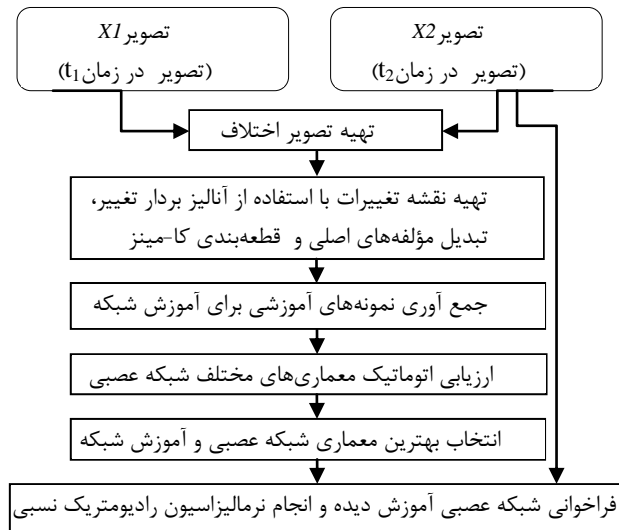 تصویر X1
(تصویر در زمان t1)
تصویر X2
(تصویر در زمان t2)
تهیه تصویر اختلاف
تهیه نقشه تغییرات با استفاده از آنالیز بردار تغییر،
تبدیل مؤلفه‌های اصلی و قطعه‌بندی کا-مینز
جمع آوری نمونه‌های آموزشی برای آموزش شبکه
ارزیابی اتوماتیک معماری‌های مختلف شبکه عصبی
انتخاب بهترین معماری شبکه عصبی و آموزش شبکه
فراخوانی شبکه عصبی آموزش دیده و انجام نرمالیزاسیون رادیومتریک نسبی